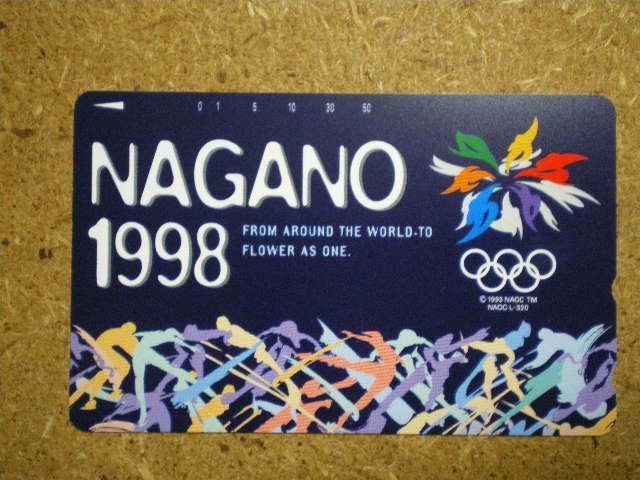 0 1 5 10 30 50
NAGANO
1998
FROM AROUND THE WORLD-TO
FLOWER AS ONE.
© 1993 NAOC TM
NAOC L-320